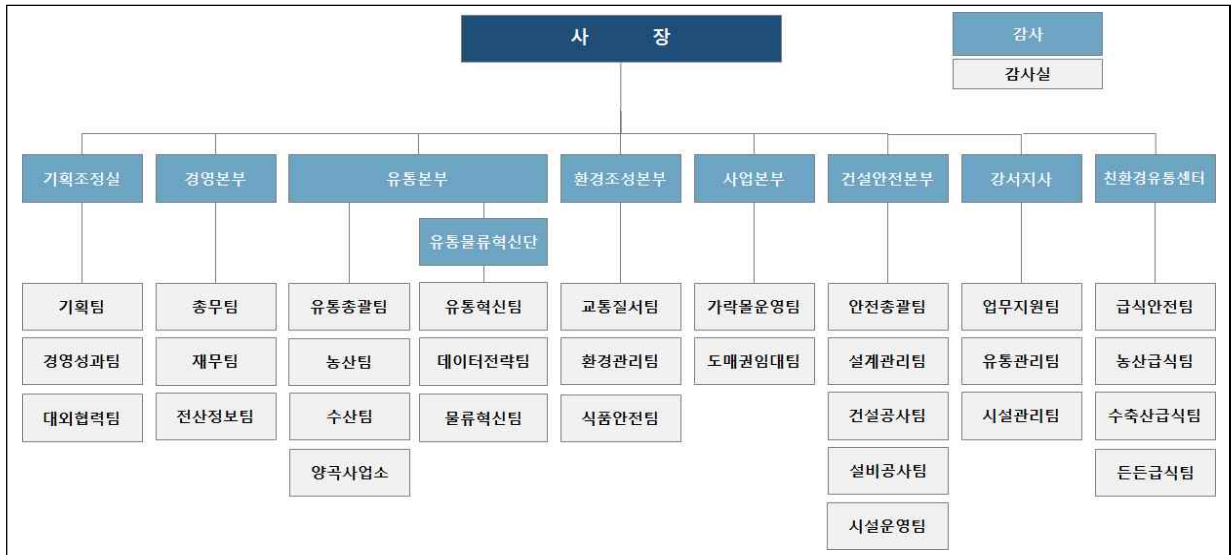 사 장
감사
감사실
기획조정실 경영본부 유통본부 환경조성본부 사업본부 건설안전본부 강서지사 친환경유통센터
유통물류혁신단
기획팀 총무팀 유통총괄팀 유통혁신팀 교통질서팀 가락몰운영팀 안전총괄팀 업무지원팀 급식안전팀
경영성과팀 재무팀 농산팀 데이터전략팀 환경관리팀 도매권임대팀 설계관리팀 유통관리팀 농산급식팀
대외협력팀 전산정보팀 수산팀 물류혁신팀 식품안전팀 건설공사팀 시설관리팀 수축산급식팀
양곡사업소 설비공사팀 든든급식팀
시설운영팀